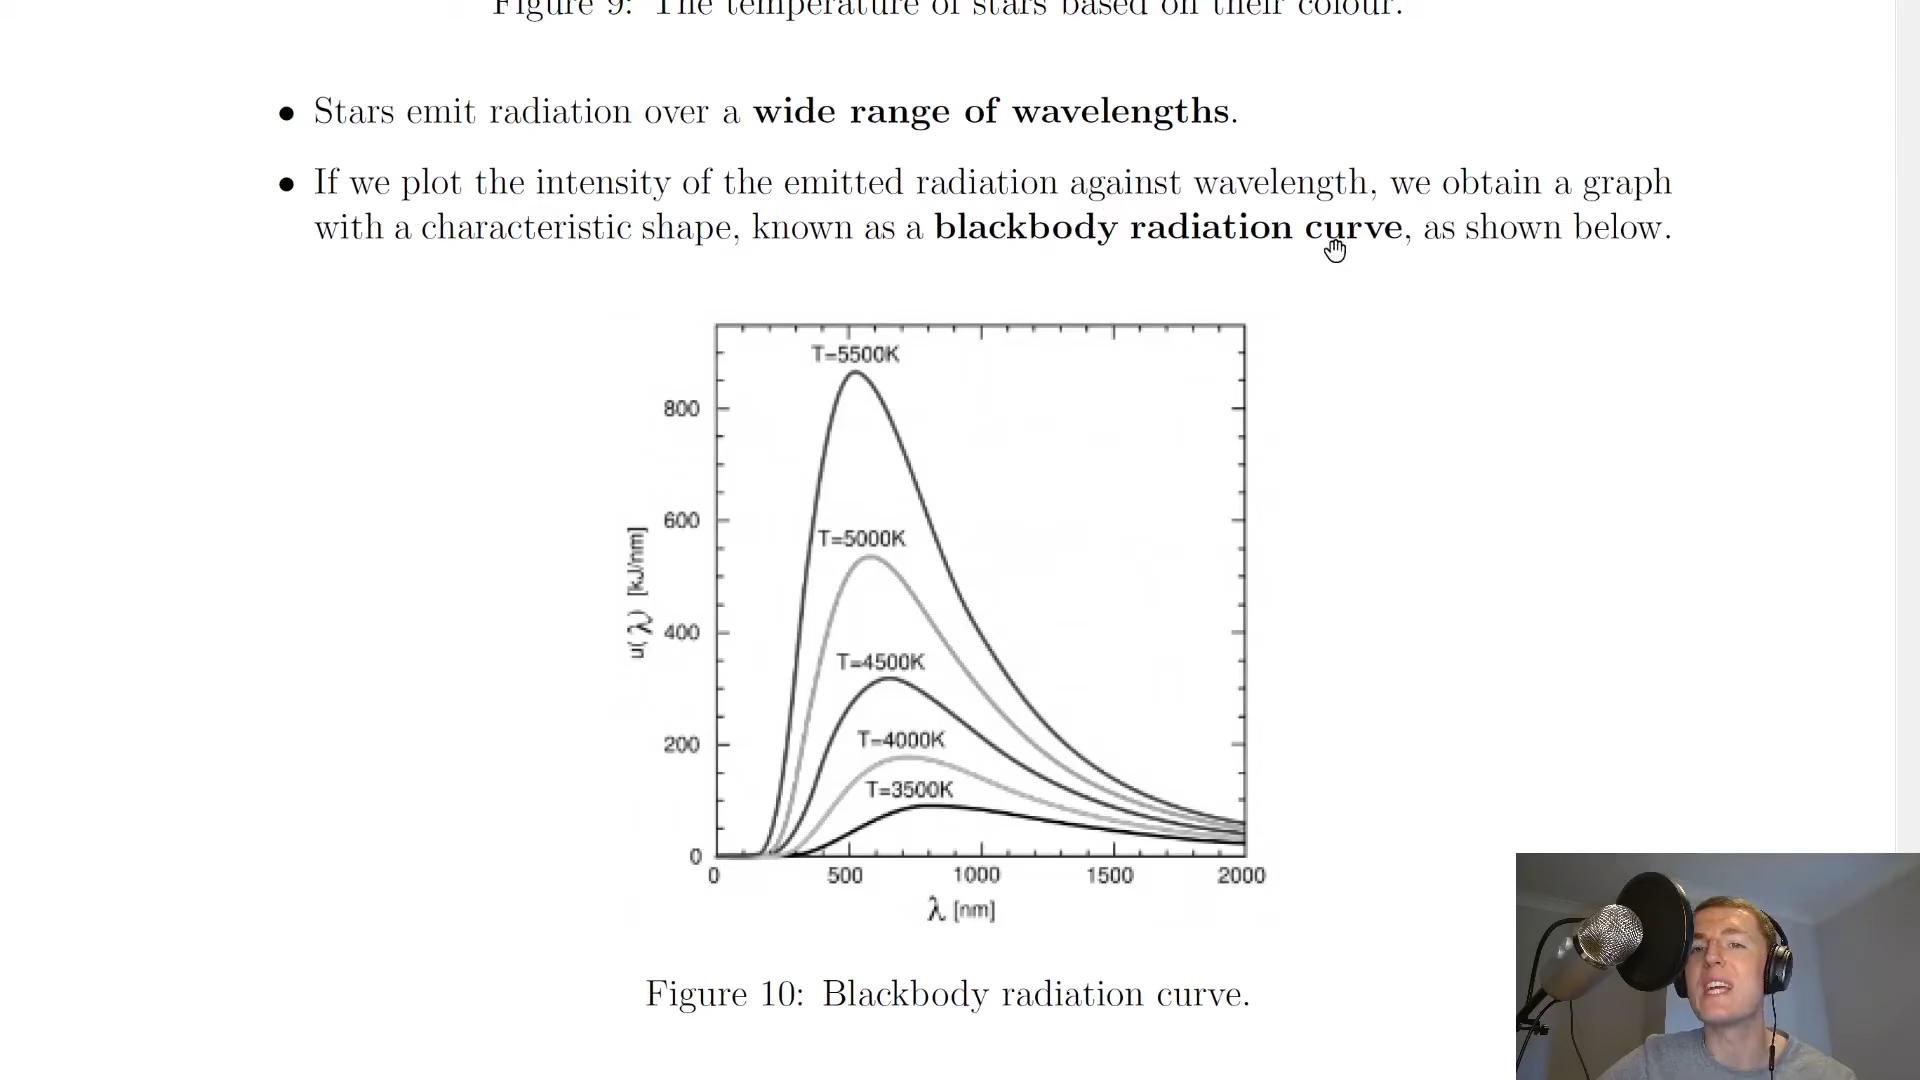 Figure 9: The temperature of stars based on their colour.
• Stars emit radiation over a wide range of wavelengths.
• If we plot the intensity of the emitted radiation against wavelength, we obtain a graph
with a characteristic shape, known as a blackbody radiation curve, as shown below.
T=5500K
800
T=5000K
600
u(λ) [kJ/nm]
400
T=4500K
T=4000K
200
T=3500K
0
0 500 1000 1500 2000
λ [nm]
Figure 10: Blackbody radiation curve.